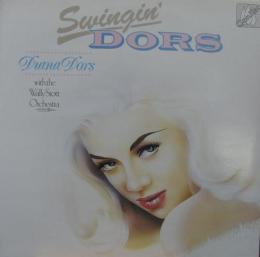 Swingin'
DORS
Diana Dors
with the
Wally Stott
Orchestra